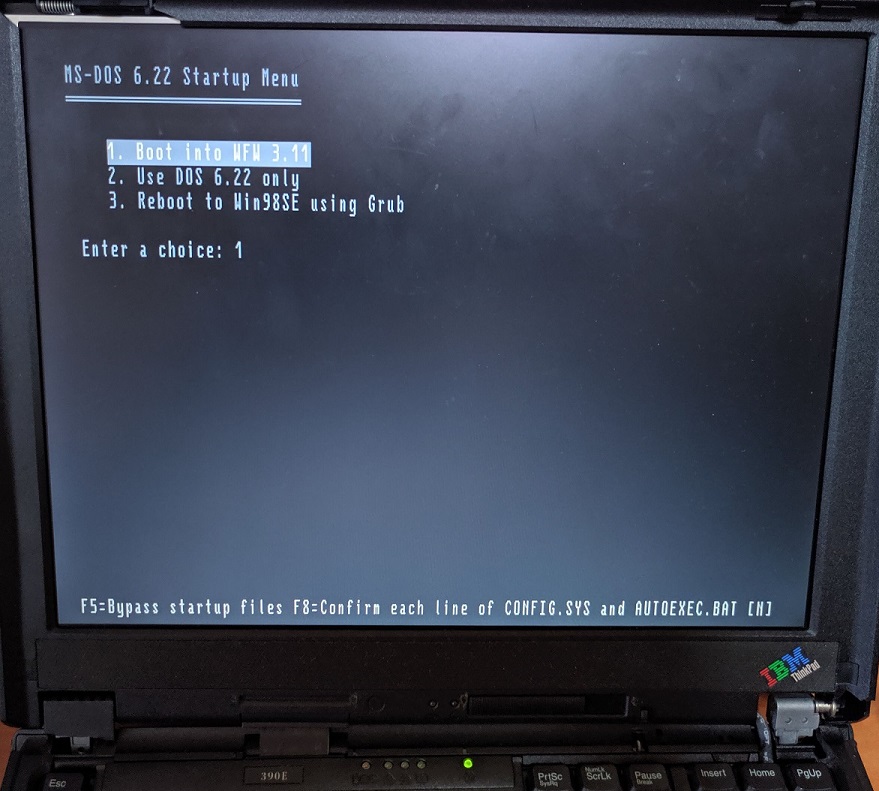 MS-DOS 6.22 Startup Menu
1. Boot into WFW 3.11
2. Use DOS 6.22 only
3. Reboot to Win98SE using Grub
Enter a choice: 1
F5=Bypass startup files F8=Confirm each line of CONFIG.SYS and AUTOEXEC.BAT [N]
IBM
ThinkPad
390E
Esc
PrtSc
SysRq
NumLk
ScrLk
Pause
Break
Insert
Home
PgUp